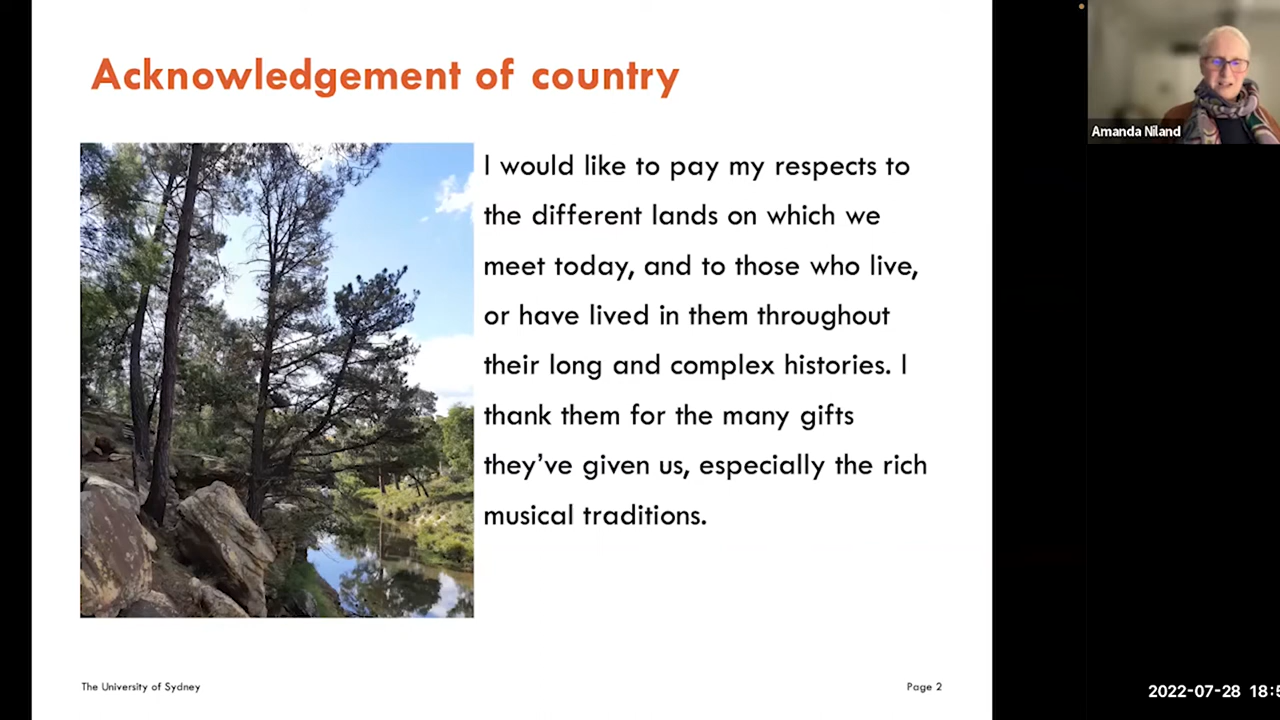 Acknowledgement of country
I would like to pay my respects to
the different lands on which we
meet today, and to those who live,
or have lived in them throughout
their long and complex histories. I
thank them for the many gifts
they've given us, especially the rich
musical traditions.
The University of Sydney
Page 2
Amanda Niland
2022-07-28 18:5